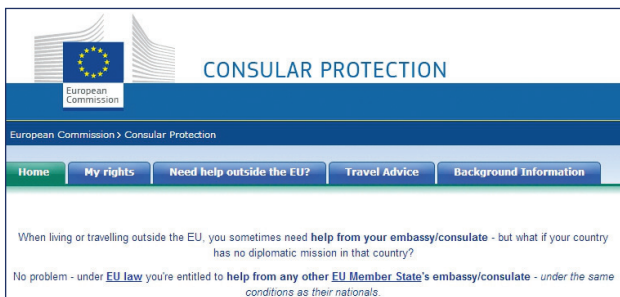 European
Commission
CONSULAR PROTECTION
European Commission > Consular Protection
Home My rights Need help outside the EU? Travel Advice Background Information
When living or travelling outside the EU, you sometimes need help from your embassy/consulate - but what if your country
has no diplomatic mission in that country?
No problem - under EU law you're entitled to help from any other EU Member State's embassy/consulate - under the same
conditions as their nationals.